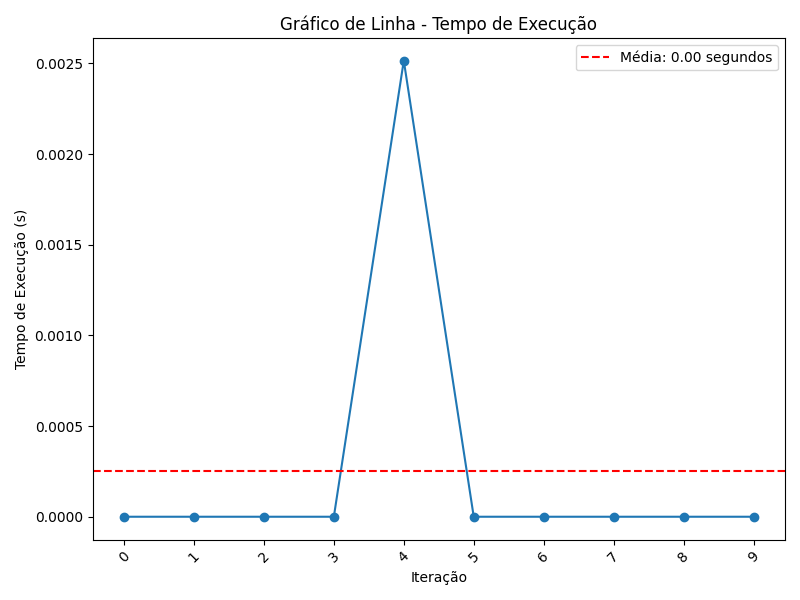 Gráfico de Linha - Tempo de Execução
Média: 0.00 segundos
Tempo de Execução (s)
0.0025
0.0020
0.0015
0.0010
0.0005
0.0000
0 1 2 3 4 5 6 7 8 9
Iteração